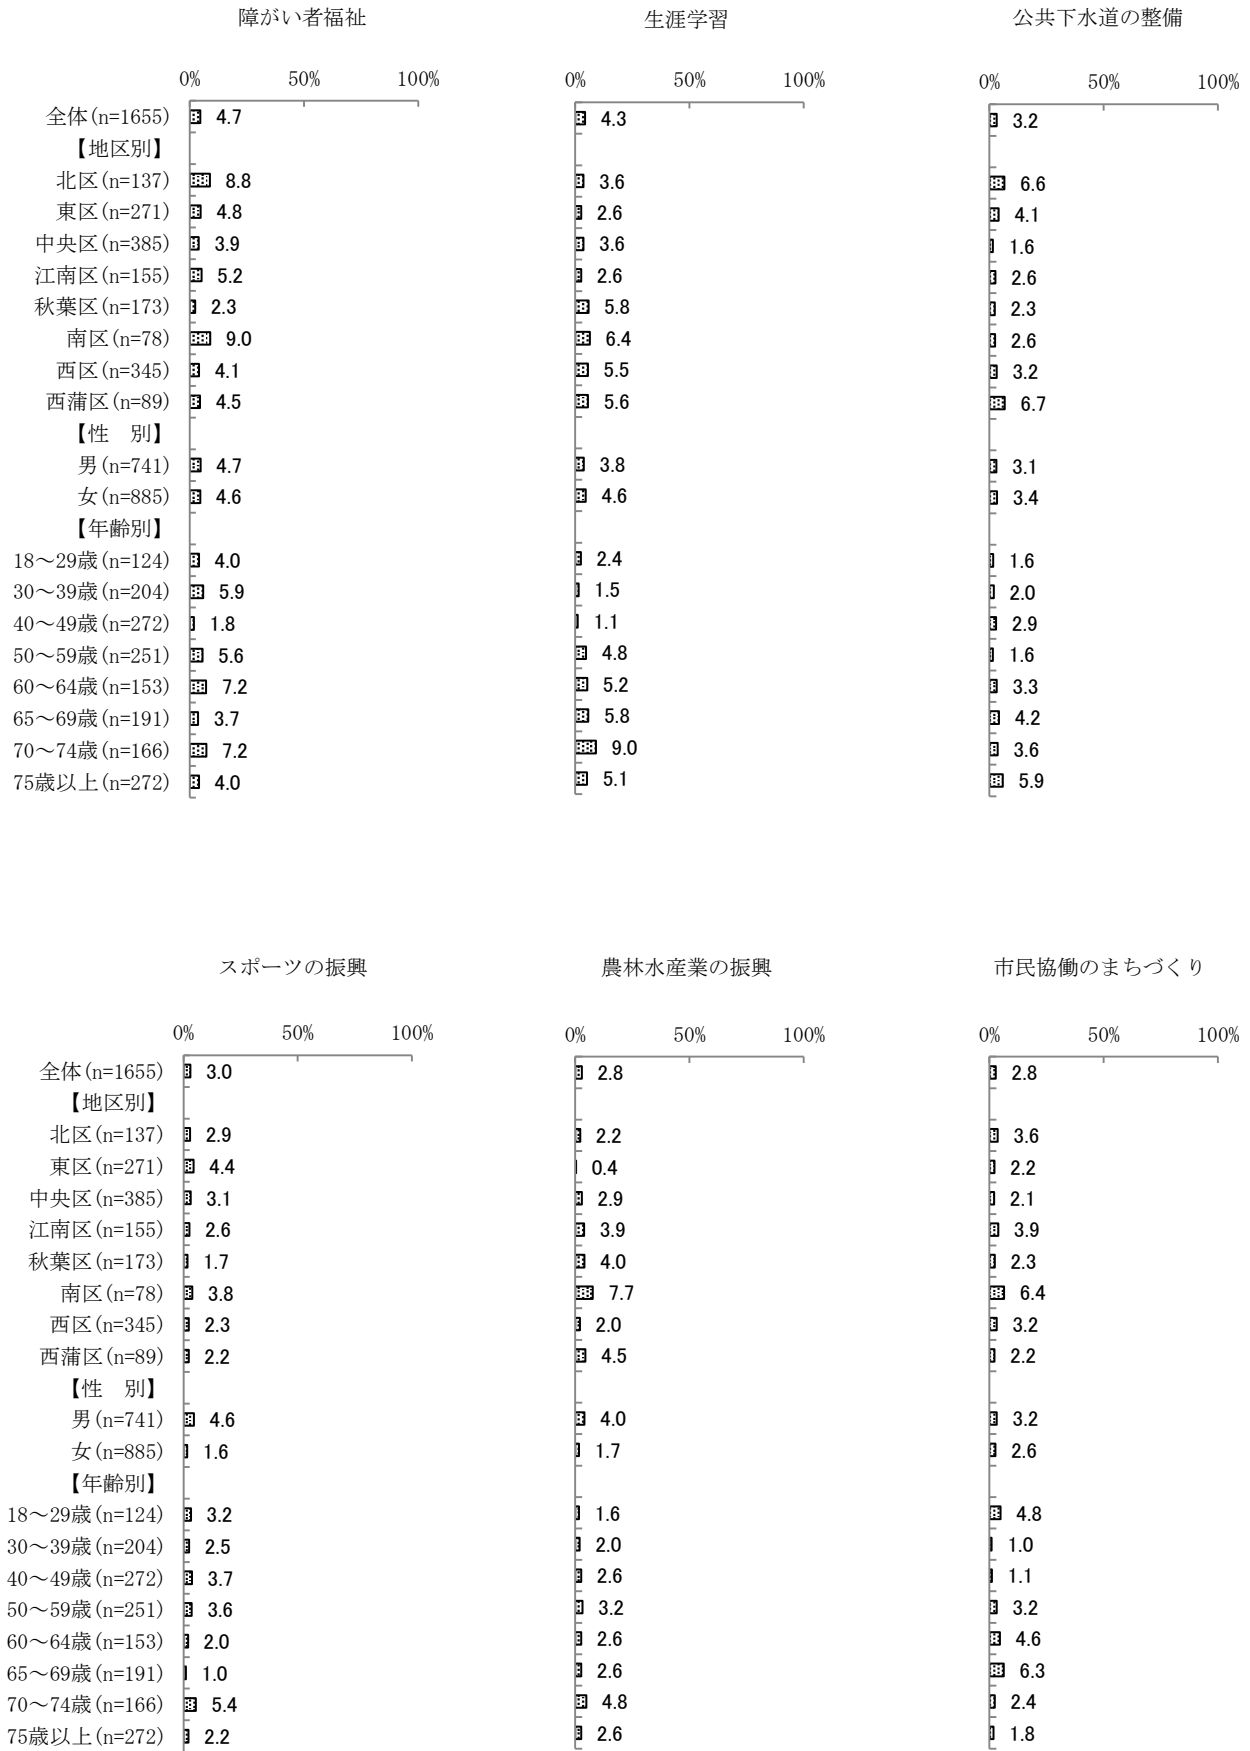 障がい者福祉 生涯学習 公共下水道の整備
0% 50% 100% 0% 50% 100% 0% 50% 100%
全体(n=1655) 4.7 4.3 3.2
【地区別】
北区(n=137) 8.8 3.6 6.6
東区(n=271) 4.8 2.6 4.1
中央区(n=385) 3.9 3.6 1.6
江南区(n=155) 5.2 2.6 2.6
秋葉区(n=173) 2.3 5.8 2.3
南区(n=78) 9.0 6.4 2.6
西区(n=345) 4.1 5.5 3.2
西蒲区(n=89) 4.5 5.6 6.7
【性　別】
男(n=741) 4.7 3.8 3.1
女(n=885) 4.6 4.6 3.4
【年齢別】
18～29歳(n=124) 4.0 2.4 1.6
30～39歳(n=204) 5.9 1.5 2.0
40～49歳(n=272) 1.8 1.1 2.9
50～59歳(n=251) 5.6 4.8 1.6
60～64歳(n=153) 7.2 5.2 3.3
65～69歳(n=191) 3.7 5.8 4.2
70～74歳(n=166) 7.2 9.0 3.6
75歳以上(n=272) 4.0 5.1 5.9
スポーツの振興 農林水産業の振興 市民協働のまちづくり
0% 50% 100% 0% 50% 100% 0% 50% 100%
全体(n=1655) 3.0 2.8 2.8
【地区別】
北区(n=137) 2.9 2.2 3.6
東区(n=271) 4.4 0.4 2.2
中央区(n=385) 3.1 2.9 2.1
江南区(n=155) 2.6 3.9 3.9
秋葉区(n=173) 1.7 4.0 2.3
南区(n=78) 3.8 7.7 6.4
西区(n=345) 2.3 2.0 3.2
西蒲区(n=89) 2.2 4.5 2.2
【性　別】
男(n=741) 4.6 4.0 3.2
女(n=885) 1.6 1.7 2.6
【年齢別】
18～29歳(n=124) 3.2 1.6 4.8
30～39歳(n=204) 2.5 2.0 1.0
40～49歳(n=272) 3.7 2.6 1.1
50～59歳(n=251) 3.6 3.2 3.2
60～64歳(n=153) 2.0 2.6 4.6
65～69歳(n=191) 1.0 2.6 6.3
70～74歳(n=166) 5.4 4.8 2.4
75歳以上(n=272) 2.2 2.6 1.8